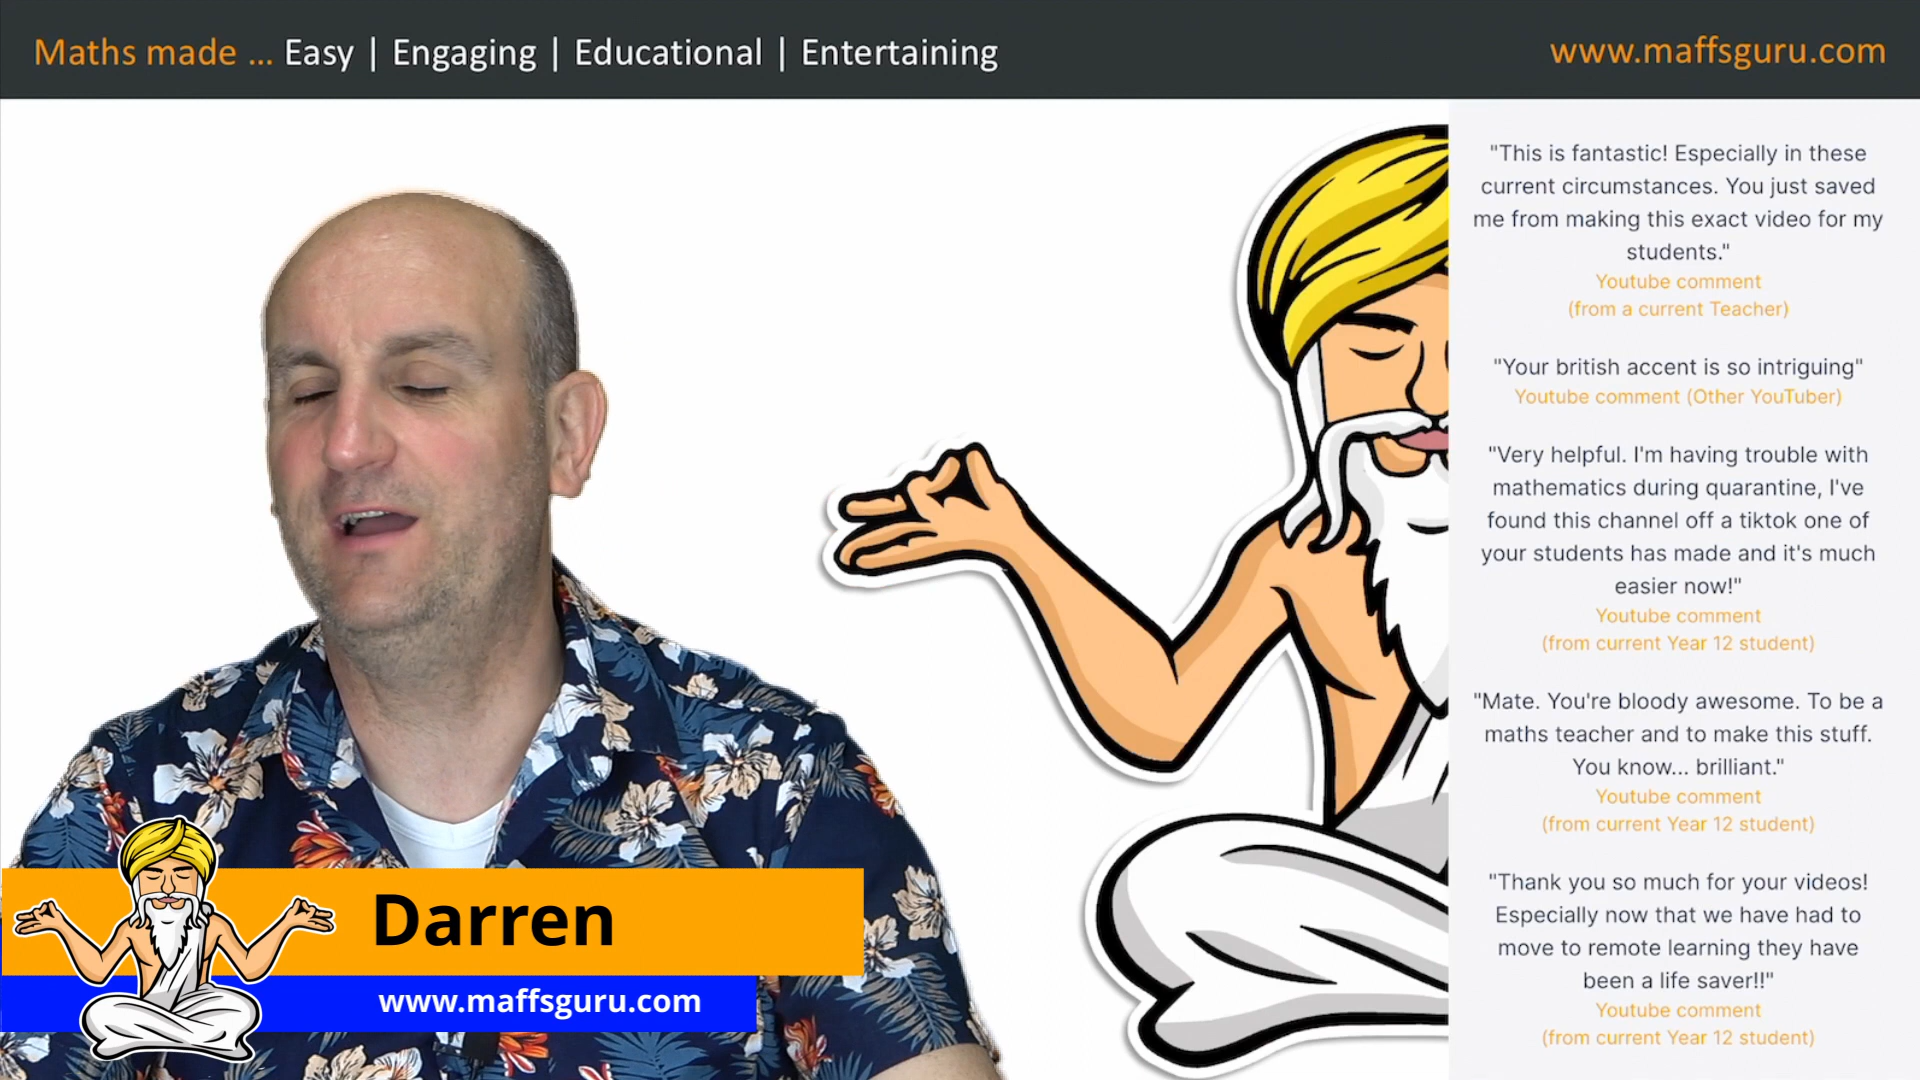 Maths made ... Easy | Engaging | Educational | Entertaining
www.maffsguru.com
"This is fantastic! Especially in these
current circumstances. You just saved
me from making this exact video for my
students."
Youtube comment
(from a current Teacher)
"Your british accent is so intriguing"
Youtube comment (Other YouTuber)
"Very helpful. I'm having trouble with
mathematics during quarantine, I've
found this channel off a tiktok one of
your students has made and it's much
easier now!"
Youtube comment
(from current Year 12 student)
"Mate. You're bloody awesome. To be a
maths teacher and to make this stuff.
You know... brilliant."
Youtube comment
(from current Year 12 student)
"Thank you so much for your videos!
Especially now that we have had to
move to remote learning they have
been a life saver!!"
Youtube comment
(from current Year 12 student)
Darren
www.maffsguru.com